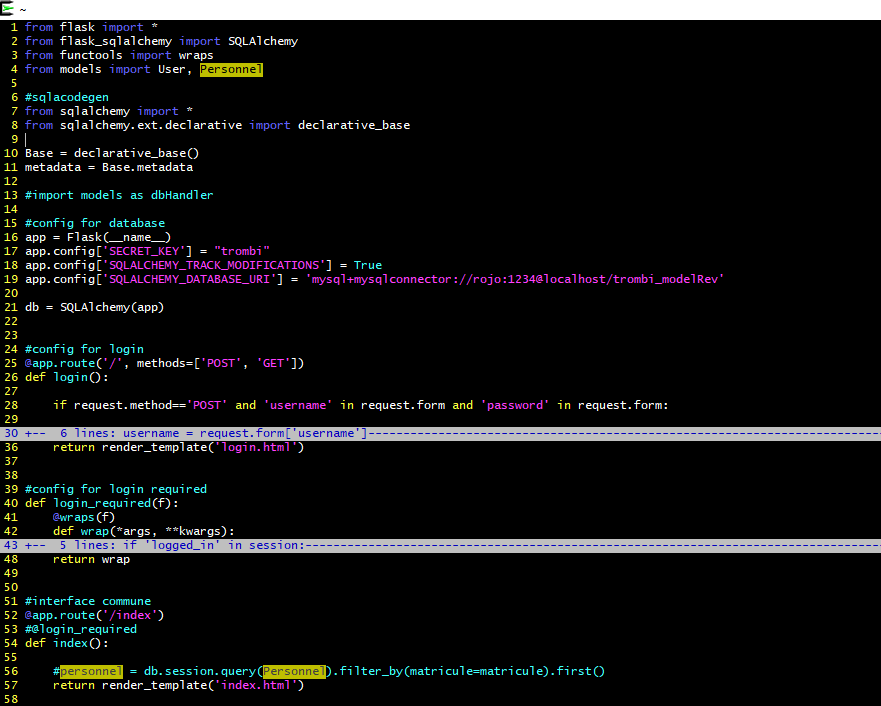 ~
1 from flask import *
2 from flask_sqlalchemy import SQLAlchemy
3 from functools import wraps
4 from models import User, Personnel
5
6 #sqlacodegen
7 from sqlalchemy import *
8 from sqlalchemy.ext.declarative import declarative_base
9
10 Base = declarative_base()
11 metadata = Base.metadata
12
13 #import models as dbHandler
14
15 #config for database
16 app = Flask(__name__)
17 app.config['SECRET_KEY'] = "trombi"
18 app.config['SQLALCHEMY_TRACK_MODIFICATIONS'] = True
19 app.config['SQLALCHEMY_DATABASE_URI'] = 'mysql+mysqlconnector://rojo:1234@localhost/trombi_modelRev'
20
21 db = SQLAlchemy(app)
22
23
24 #config for login
25 @app.route('/', methods=['POST', 'GET'])
26 def login():
27
28     if request.method=='POST' and 'username' in request.form and 'password' in request.form:
29
30 +--  6 lines: username = request.form['username']-------------------------------------------------------------------------
36     return render_template('login.html')
37
38
39 #config for login required
40 def login_required(f):
41     @wraps(f)
42     def wrap(*args, **kwargs):
43 +--  5 lines: if 'logged_in' in session:----------------------------------------------------------------------------------
48     return wrap
49
50
51 #interface commune
52 @app.route('/index')
53 #@login_required
54 def index():
55
56     #personnel = db.session.query(Personnel).filter_by(matricule=matricule).first()
57     return render_template('index.html')
58